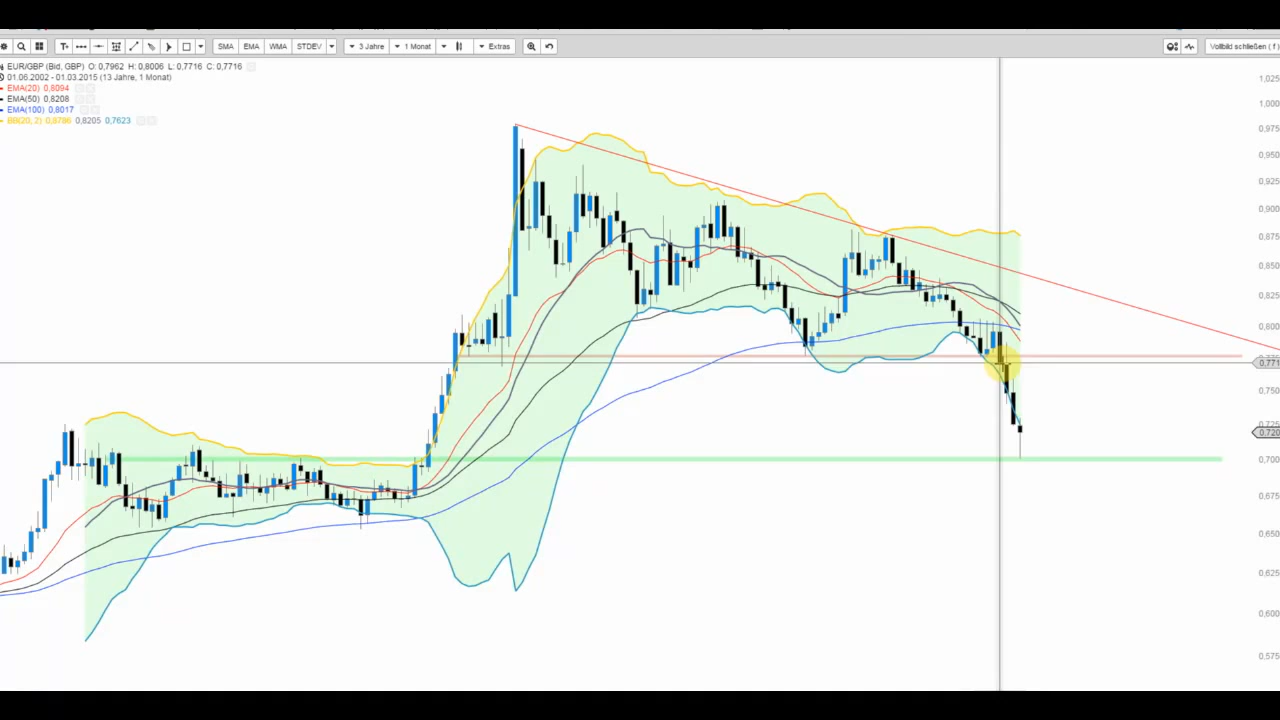 SMA EMA WMA STDEV 3 Jahre 1 Monat Extras Vollbild schließen ( f )
EUR/GBP (Bid, GBP) O: 0,7962 H: 0,8006 L: 0,7716 C: 0,7716
01.06.2002 - 01.03.2015 (13 Jahre, 1 Monat)
EMA(20) 0,8094
EMA(50) 0,8208
EMA(100) 0,8017
BB(20, 2) 0,8786 0,8205 0,7623
1,025
1,000
0,975
0,950
0,925
0,900
0,875
0,850
0,825
0,800
0,771
0,750
0,720
0,700
0,675
0,650
0,625
0,600
0,575